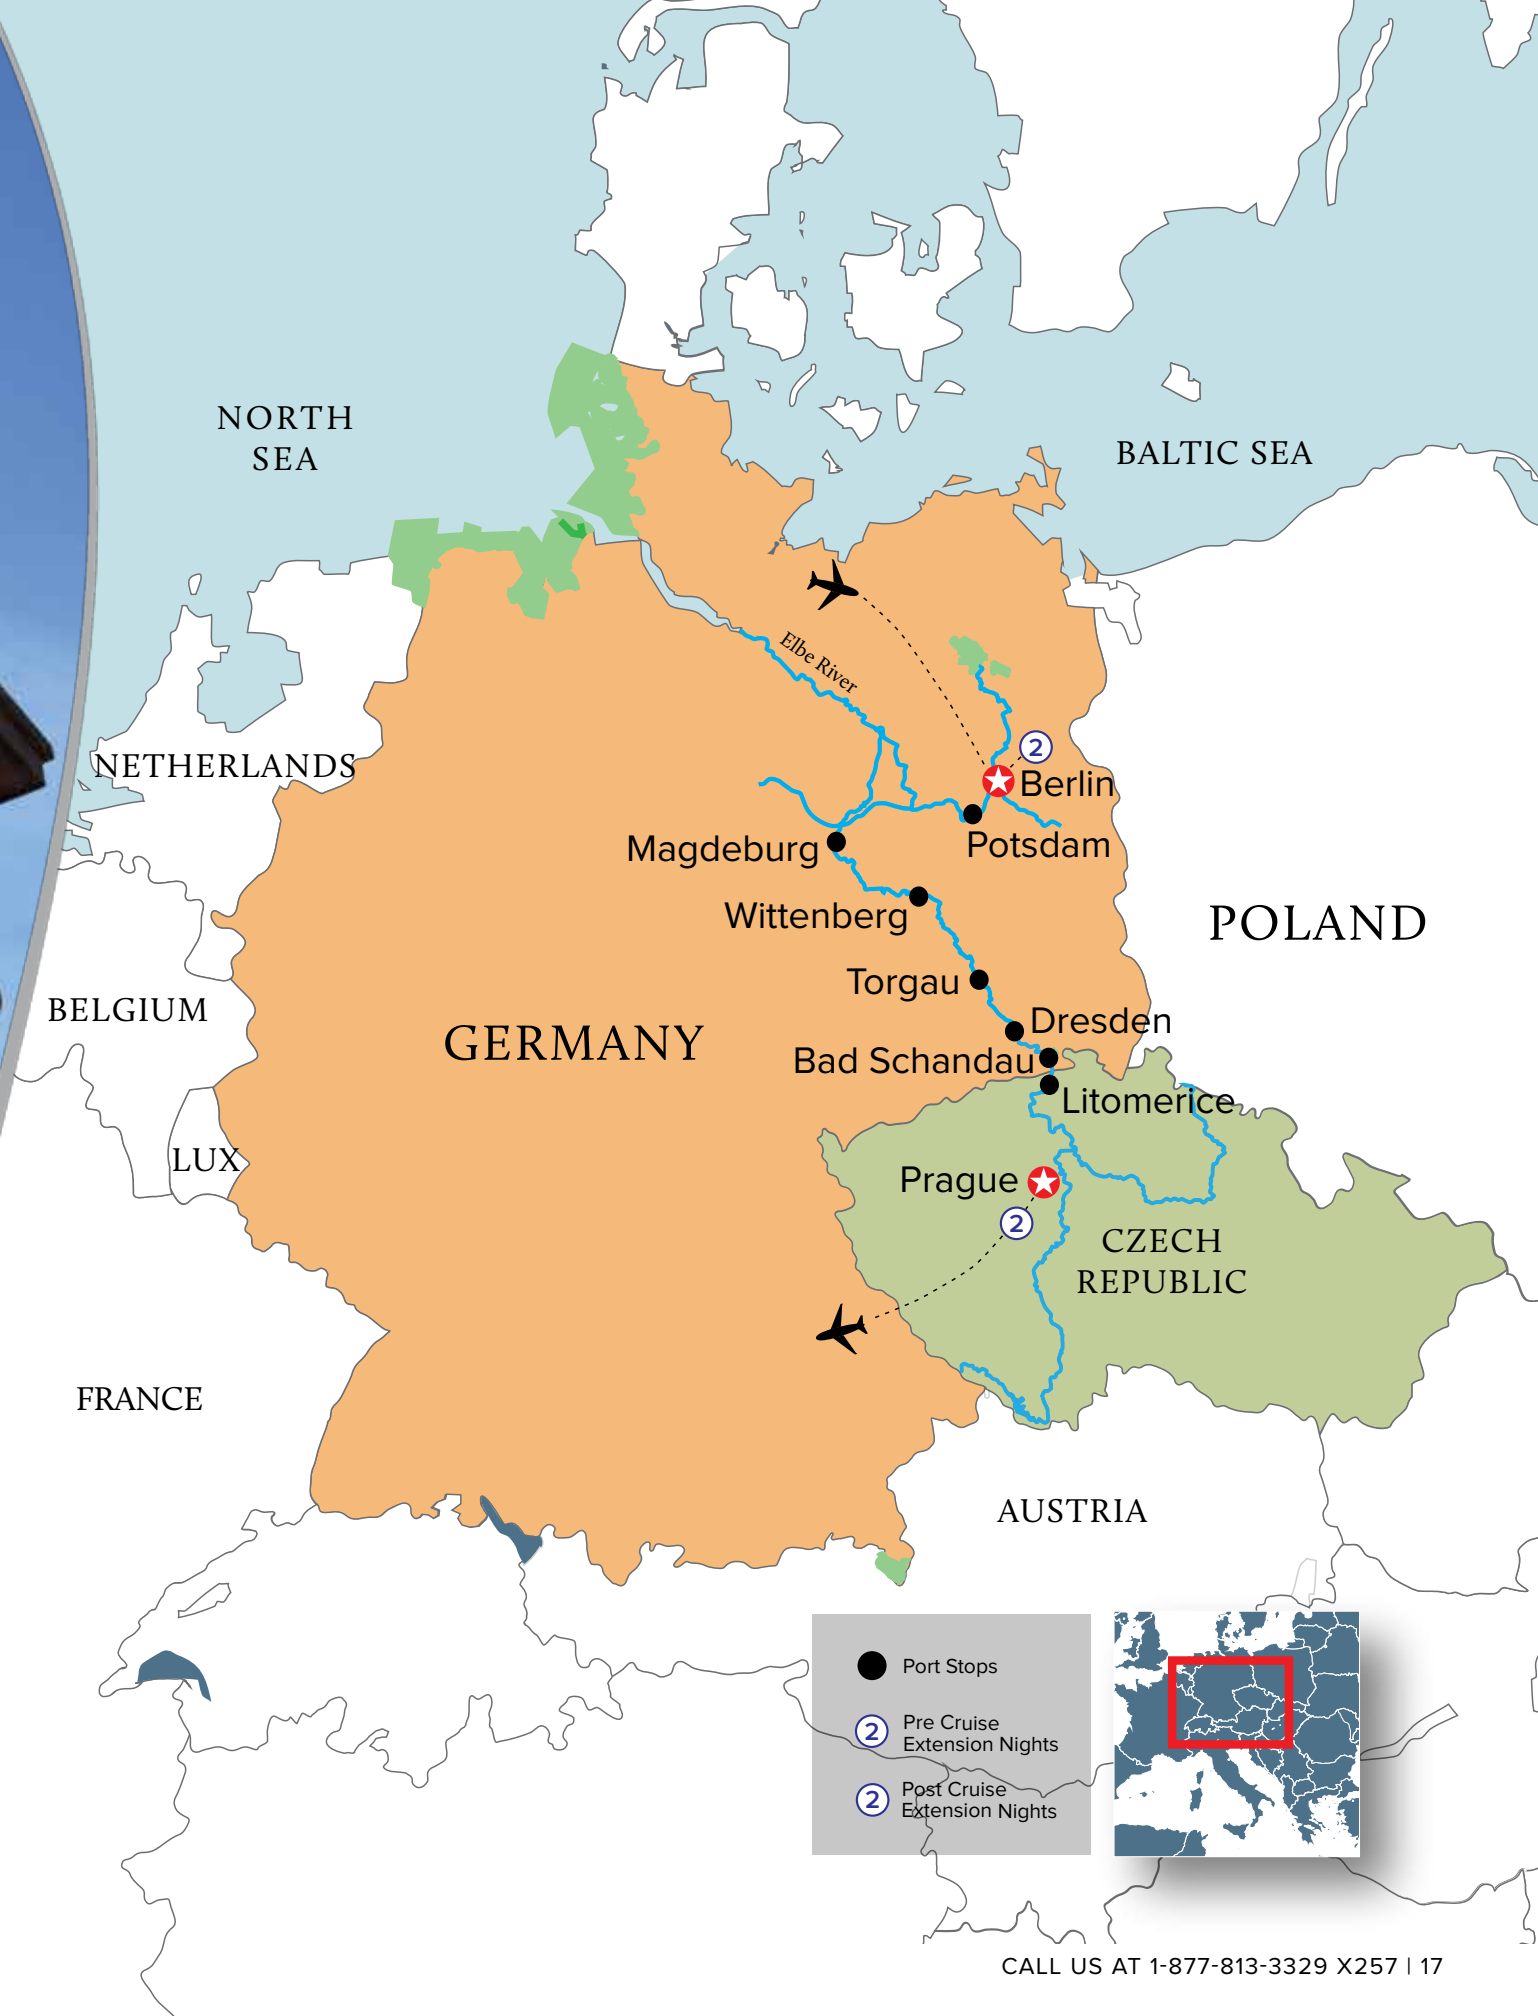 NORTH
SEA
BALTIC SEA
Elbe River
NETHERLANDS
2
Berlin
Potsdam
Magdeburg
Wittenberg
POLAND
Torgau
BELGIUM
Dresden
GERMANY
Bad Schandau
Litomerice
LUX
Prague
2
CZECH
REPUBLIC
FRANCE
AUSTRIA
Port Stops
2 Pre Cruise
Extension Nights
2 Post Cruise
Extension Nights
CALL US AT 1-877-813-3329 X257 | 17